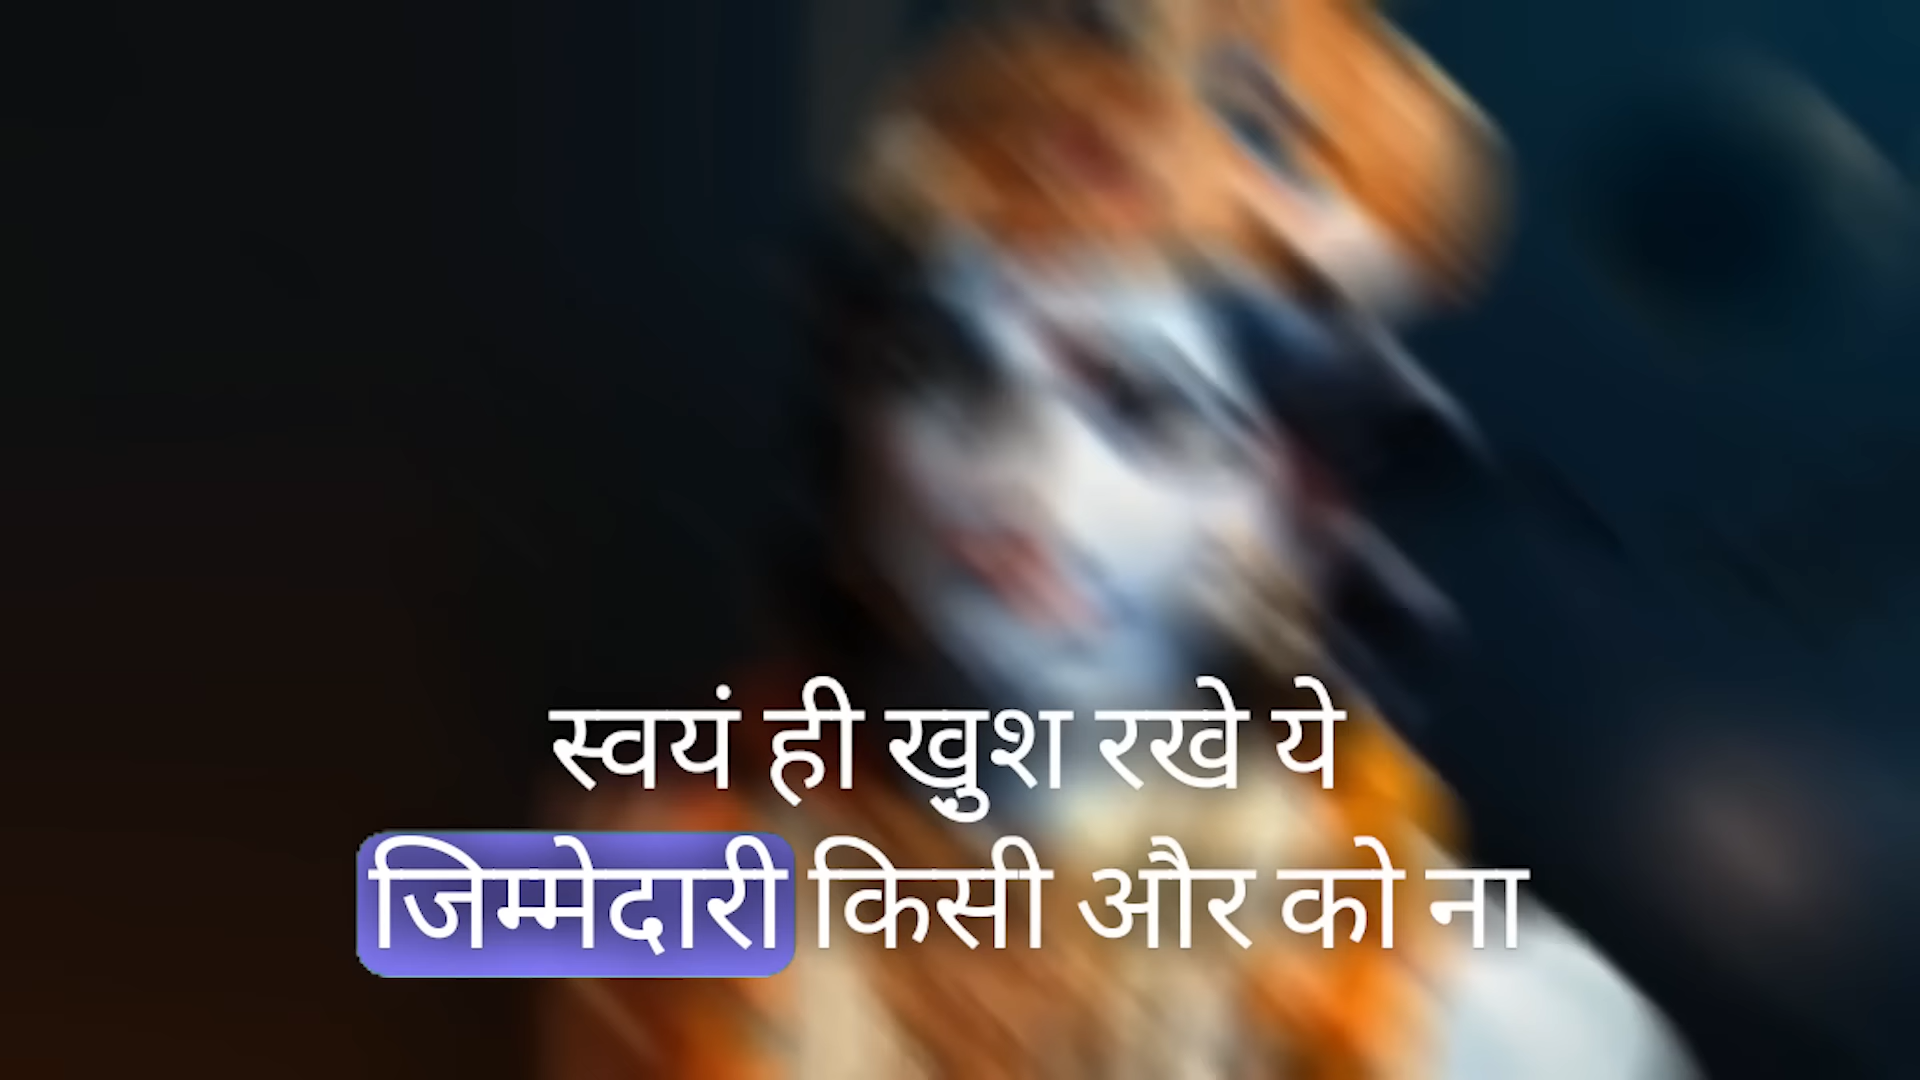 स्वयं ही खुश रखे ये
जिम्मेदारी किसी और को ना